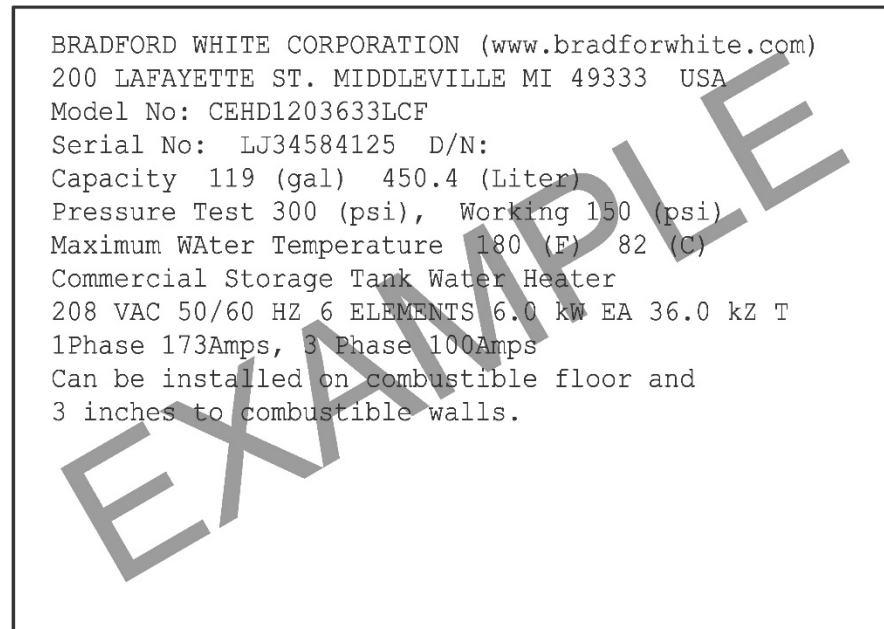 BRADFORD WHITE CORPORATION (www.bradforwhite.com)
200 LAFAYETTE ST. MIDDLEVILLE MI 49333 USA
Model No: CEHD1203633LCF
Serial No: LJ34584125 D/N:
Capacity 119 (gal) 450.4 (Liter)
Pressure Test 300 (psi), Working 150 (psi)
Maximum WAter Temperature 180 (F) 82 (C)
Commercial Storage Tank Water Heater
208 VAC 50/60 HZ 6 ELEMENTS 6.0 kW EA 36.0 kZ T
1Phase 173Amps, 3 Phase 100Amps
Can be installed on combustible floor and
3 inches to combustible walls.
EXAMPLE